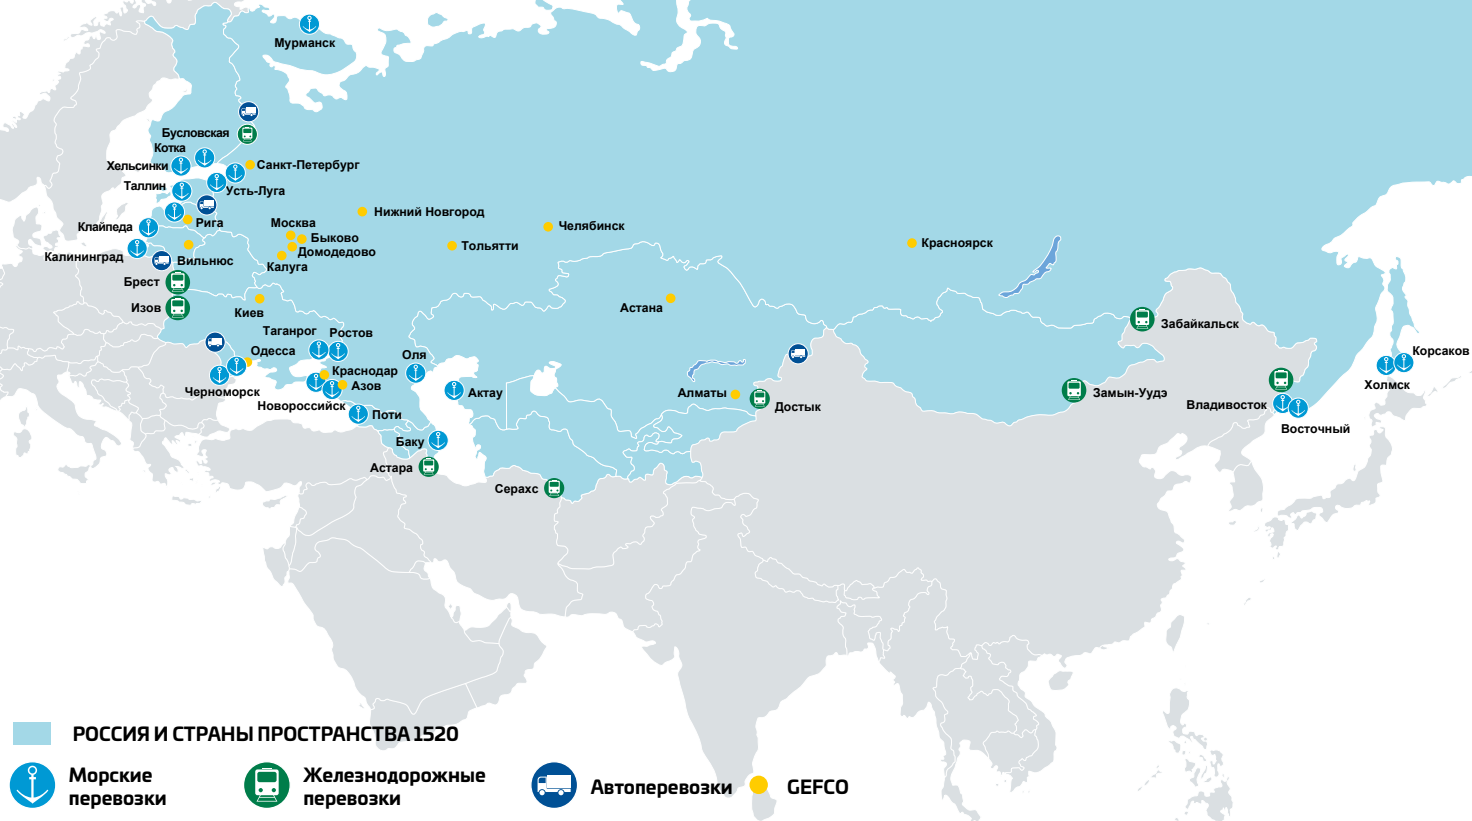 Мурманск
Бусловская
Котка
Хельсинки
Санкт-Петербург
Таллин
Усть-Луга
Нижний Новгород
Клайпеда
Рига
Москва
Челябинск
Быково
Тольятти
Красноярск
Калининград
Вильнюс
Домодедово
Калуга
Брест
Изов
Киев
Астана
Забайкальск
Таганрог
Ростов
Одесса
Оля
Корсаков
Краснодар
Холмск
Черноморск
Азов
Актау
Алматы
Замын-Уудэ
Новороссийск
Поти
Достык
Владивосток
Восточный
Баку
Астара
Серахс
РОССИЯ И СТРАНЫ ПРОСТРАНСТВА 1520
Морские
перевозки
Железнодорожные
перевозки
Автоперевозки
GEFCO